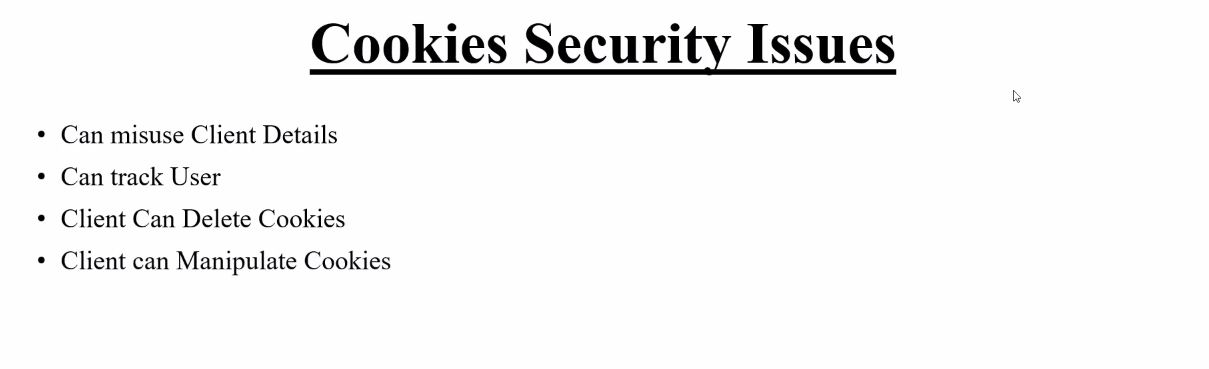 Cookies Security Issues
• Can misuse Client Details
• Can track User
• Client Can Delete Cookies
• Client can Manipulate Cookies